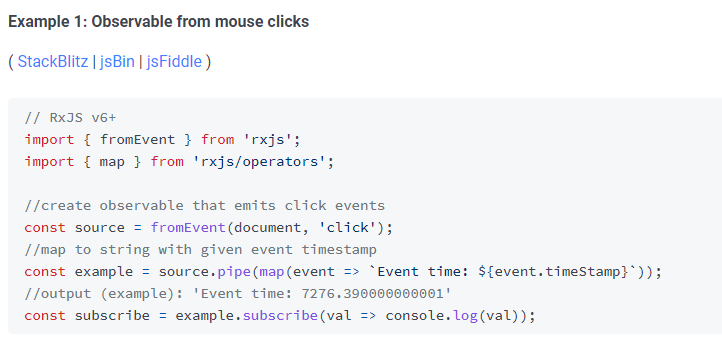 Example 1: Observable from mouse clicks
( StackBlitz | jsBin | jsFiddle )
// RxJS v6+
import { fromEvent } from 'rxjs';
import { map } from 'rxjs/operators';
//create observable that emits click events
const source = fromEvent(document, 'click');
//map to string with given event timestamp
const example = source.pipe(map(event => `Event time: ${event.timeStamp}`));
//output (example): 'Event time: 7276.390000000001'
const subscribe = example.subscribe(val => console.log(val));